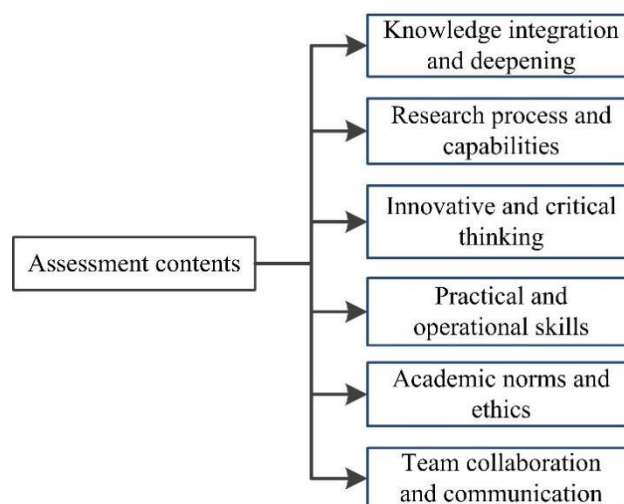 Knowledge integration
and deepening
Research process and
capabilities
Innovative and critical
thinking
Assessment contents
Practical and
operational skills
Academic norms and
ethics
Team collaboration
and communication